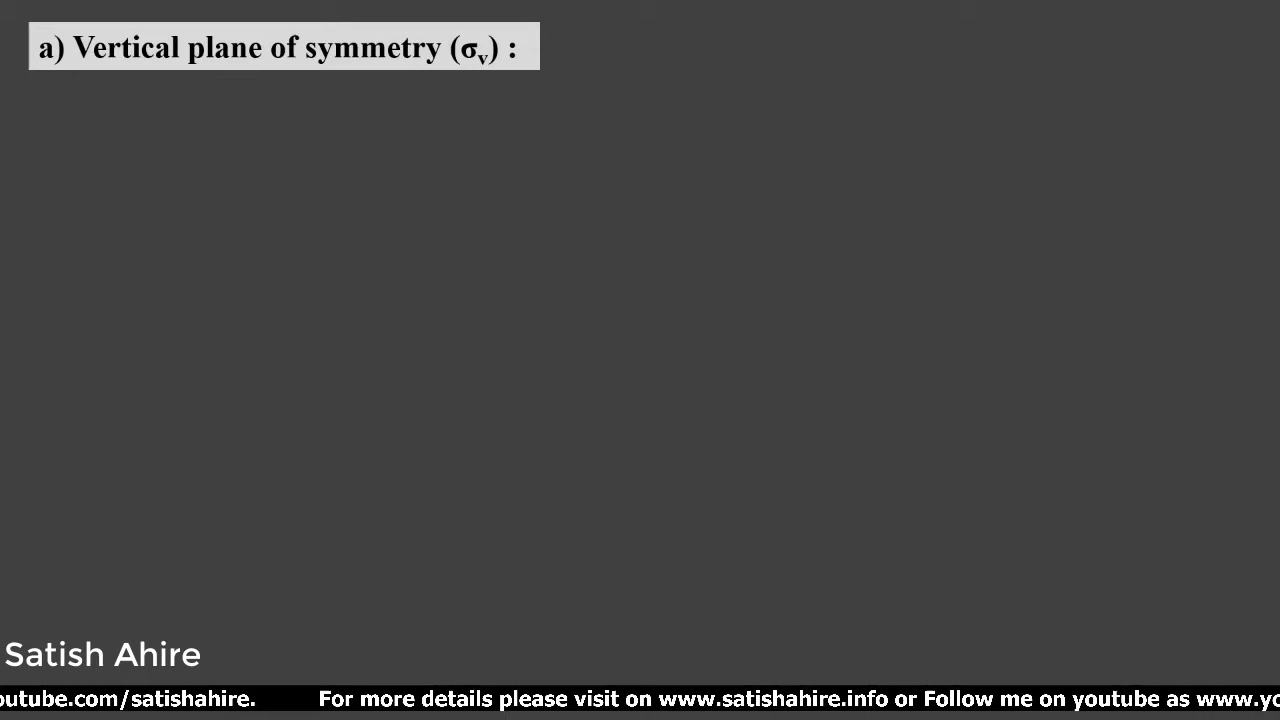 a) Vertical plane of symmetry (σv) :
Satish Ahire
outube.com/satishahire. For more details please visit on www.satishahire.info or Follow me on youtube as www.yo